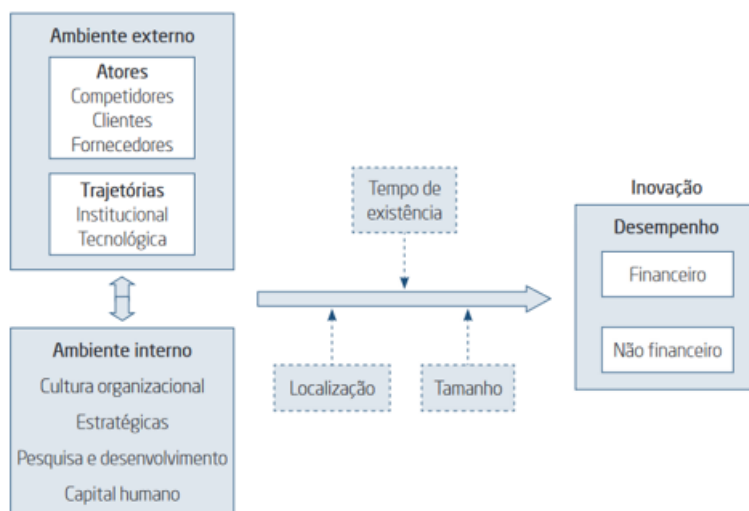 Ambiente externo
Atores
Competidores
Clientes
Fornecedores
Trajetórias
Institucional
Tecnológica
Ambiente interno
Cultura organizacional
Estratégicas
Pesquisa e desenvolvimento
Capital humano
Tempo de
existência
Localização
Tamanho
Inovação
Desempenho
Financeiro
Não financeiro